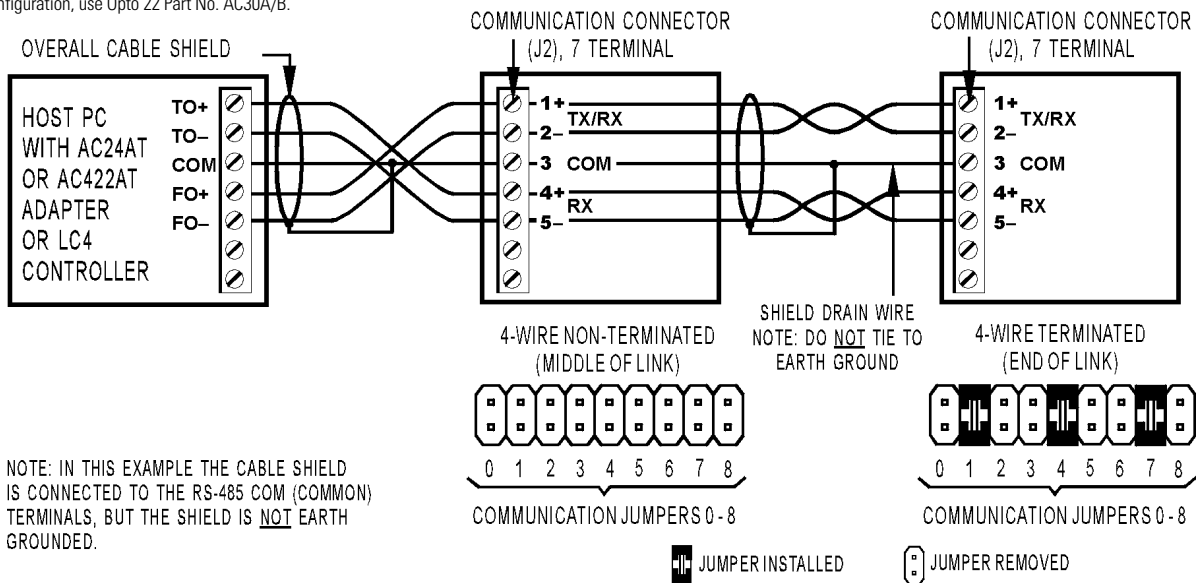 nfiguration, use Opto 22 Part No. AC30A/B.
COMMUNICATION CONNECTOR
(J2), 7 TERMINAL
COMMUNICATION CONNECTOR
(J2), 7 TERMINAL
OVERALL CABLE SHIELD
HOST PC
WITH AC24AT
OR AC422AT
ADAPTER
OR LC4
CONTROLLER
TO+
TO–
COM
FO+
FO–
1+
TX/RX
2–
3 COM
4+
RX
5–
1+
TX/RX
2–
3 COM
4+
RX
5–
SHIELD DRAIN WIRE
NOTE: DO NOT TIE TO
EARTH GROUND
4-WIRE NON-TERMINATED
(MIDDLE OF LINK)
4-WIRE TERMINATED
(END OF LINK)
0 1 2 3 4 5 6 7 8
0 1 2 3 4 5 6 7 8
COMMUNICATION JUMPERS 0 - 8
COMMUNICATION JUMPERS 0 - 8
NOTE: IN THIS EXAMPLE THE CABLE SHIELD
IS CONNECTED TO THE RS-485 COM (COMMON)
TERMINALS, BUT THE SHIELD IS NOT EARTH
GROUNDED.
JUMPER INSTALLED
JUMPER REMOVED